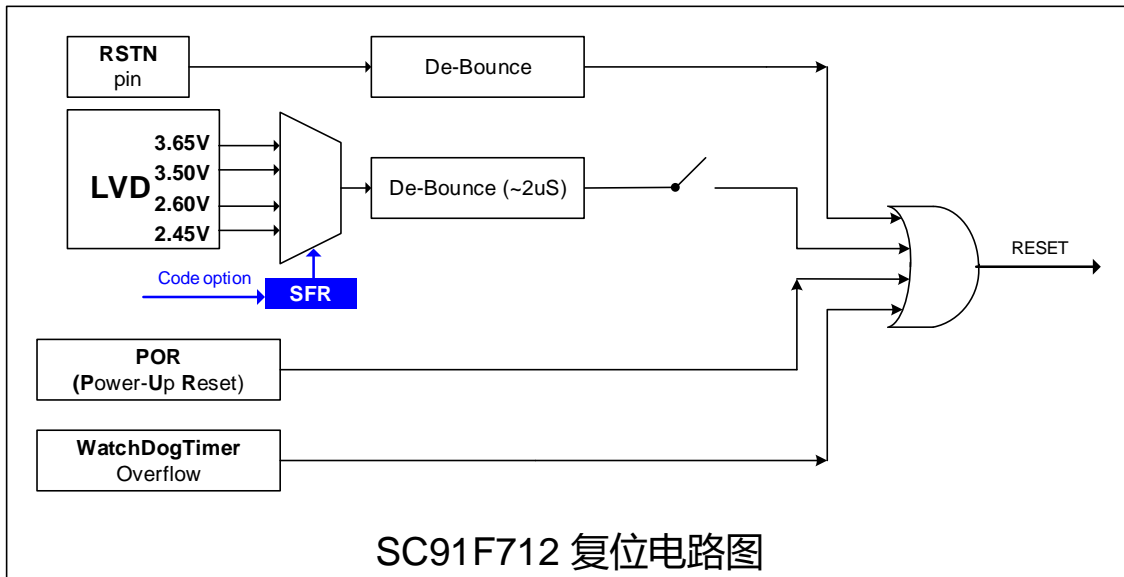 RSTN
pin
De-Bounce
LVD
3.65V
3.50V
2.60V
2.45V
De-Bounce (~2uS)
Code option
SFR
RESET
POR
(Power-Up Reset)
WatchDogTimer
Overflow
SC91F712 复位电路图